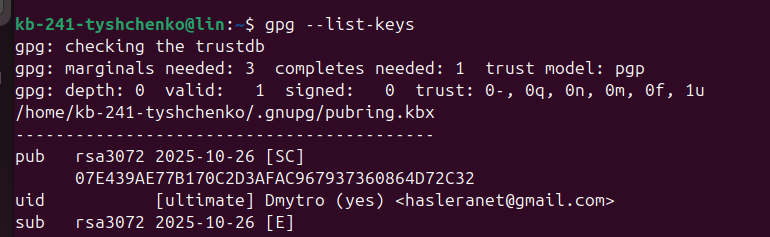 kb-241-tyshchenko@lin:~$ gpg --list-keys
gpg: checking the trustdb
gpg: marginals needed: 3  completes needed: 1  trust model: pgp
gpg: depth: 0  valid:   1  signed:   0  trust: 0-, 0q, 0n, 0m, 0f, 1u
/home/kb-241-tyshchenko/.gnupg/pubring.kbx
------------------------------------------
pub   rsa3072 2025-10-26 [SC]
      07E439AE77B170C2D3AFAC967937360864D72C32
uid           [ultimate] Dmytro (yes) <hasleranet@gmail.com>
sub   rsa3072 2025-10-26 [E]